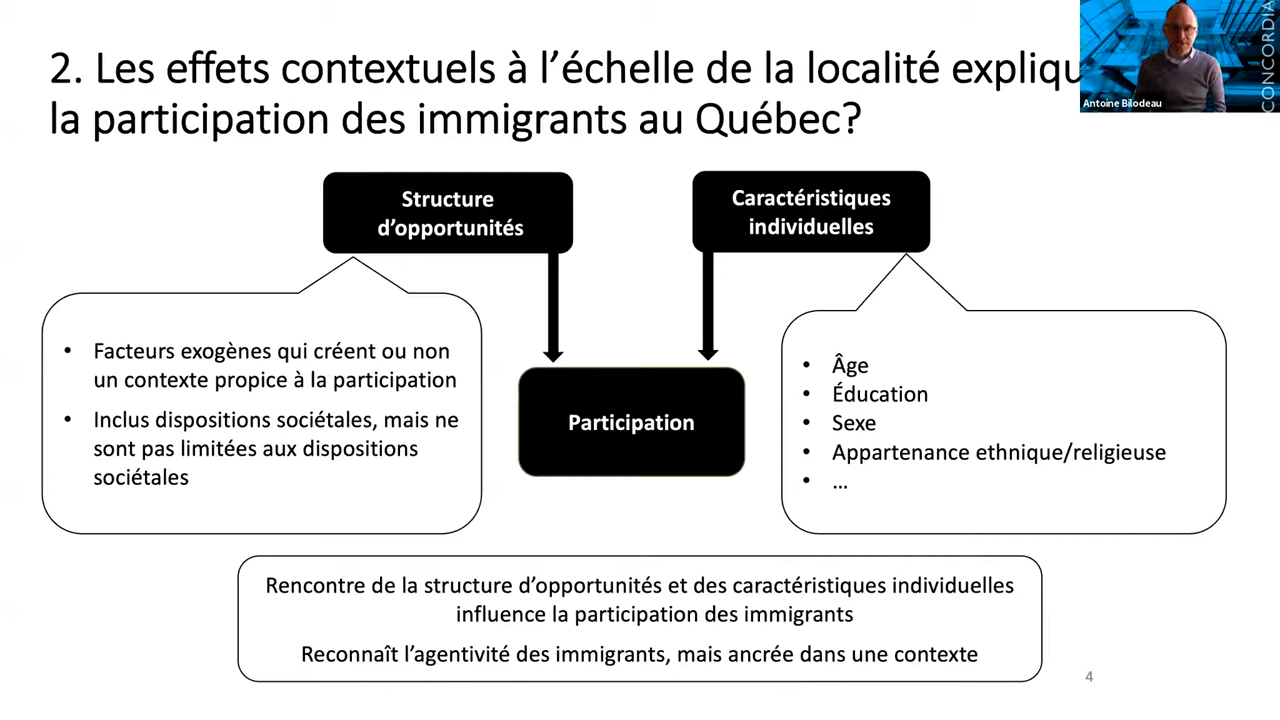 2. Les effets contextuels à l’échelle de la localité
la participation des immigrants au Québec?
Antoine Bilodeau
CONCORDIA
Structure
d’opportunités
Caractéristiques
individuelles
• Facteurs exogènes qui créent ou non
un contexte propice à la participation
• Inclus dispositions sociétales, mais ne
sont pas limitées aux dispositions
sociétales
Participation
• Âge
• Éducation
• Sexe
• Appartenance ethnique/religieuse
• …
Rencontre de la structure d’opportunités et des caractéristiques individuelles
influence la participation des immigrants
Reconnaît l’agentivité des immigrants, mais ancrée dans une contexte
4